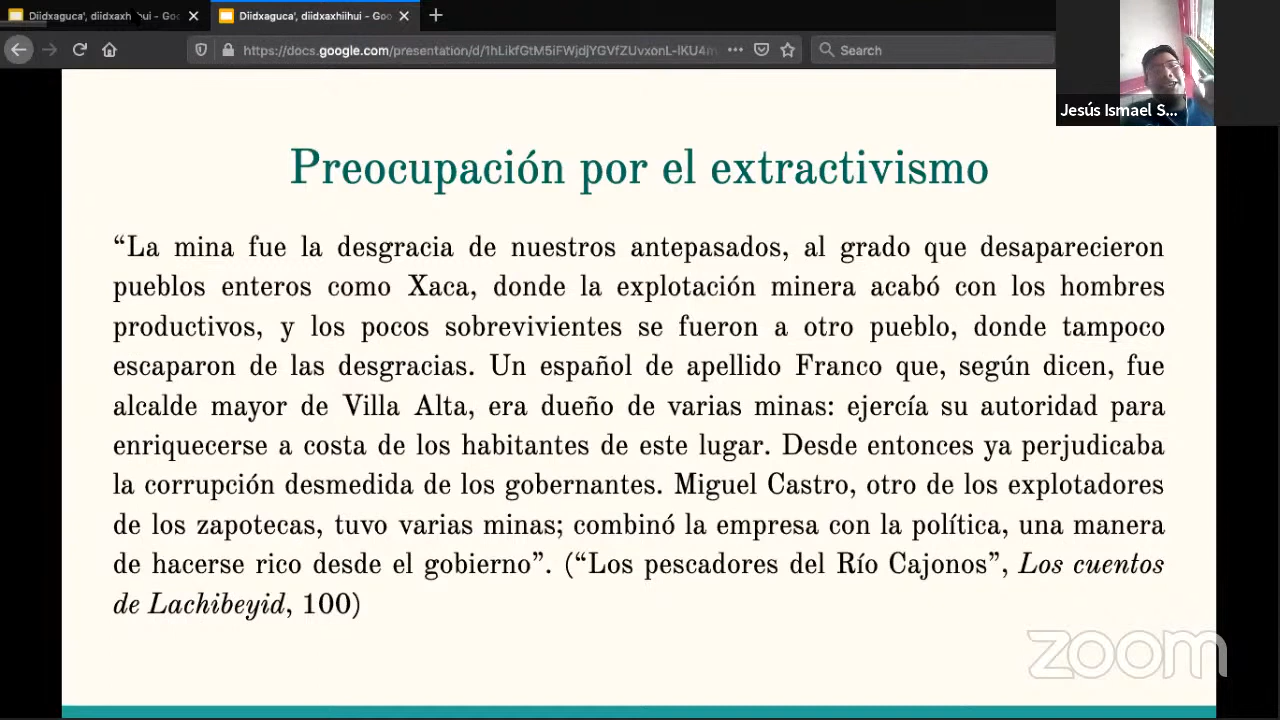 Diidxaguca', diidxaxh hui - Goo
Diidxaguca', diidxaxhiihui - Goo
https://docs.google.com/presentation/d/1hLikfGtM5iFWjdjYGVfZUvxonL-lKU4m
Search
Jesús Ismael S...
Preocupación por el extractivismo
“La mina fue la desgracia de nuestros antepasados, al grado que desaparecieron
pueblos enteros como Xaca, donde la explotación minera acabó con los hombres
productivos, y los pocos sobrevivientes se fueron a otro pueblo, donde tampoco
escaparon de las desgracias. Un español de apellido Franco que, según dicen, fue
alcalde mayor de Villa Alta, era dueño de varias minas: ejercía su autoridad para
enriquecerse a costa de los habitantes de este lugar. Desde entonces ya perjudicaba
la corrupción desmedida de los gobernantes. Miguel Castro, otro de los explotadores
de los zapotecas, tuvo varias minas; combinó la empresa con la política, una manera
de hacerse rico desde el gobierno”. (“Los pescadores del Río Cajonos”, Los cuentos
de Lachibeyid, 100)
zoom